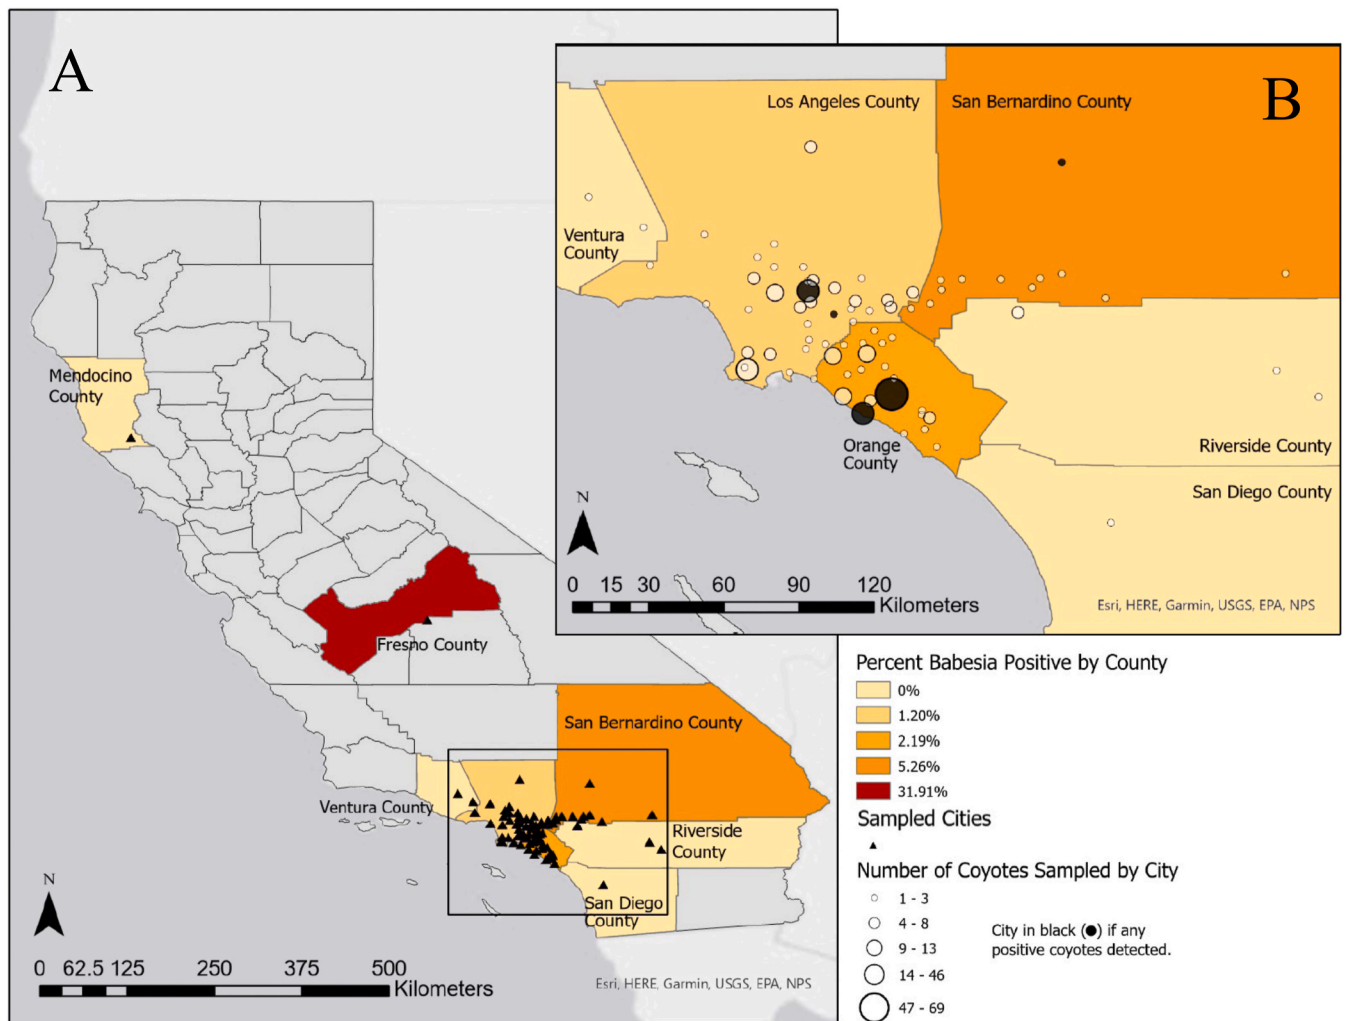 A
Mendocino
County
Fresno County
San Bernardino County
Ventura County
Riverside
County
San Diego
County
N
0 62.5 125 250 375 500
Kilometers
Esri, HERE, Garmin, USGS, EPA, NPS
B
Los Angeles County
San Bernardino County
Ventura
County
Orange
County
Riverside County
San Diego County
N
0 15 30 60 90 120
Kilometers
Esri, HERE, Garmin, USGS, EPA, NPS
Percent Babesia Positive by County
0%
1.20%
2.19%
5.26%
31.91%
Sampled Cities
Number of Coyotes Sampled by City
1 - 3
4 - 8
9 - 13
14 - 46
47 - 69
City in black (●) if any
positive coyotes detected.